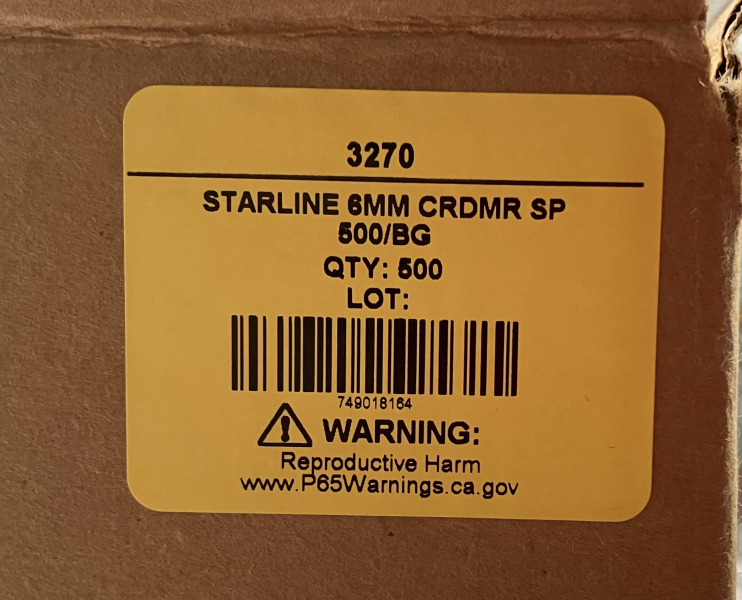 3270
STARLINE 6MM CRDMR SP
500/BG
QTY: 500
LOT:
749018164
WARNING:
Reproductive Harm
www.P65Warnings.ca.gov